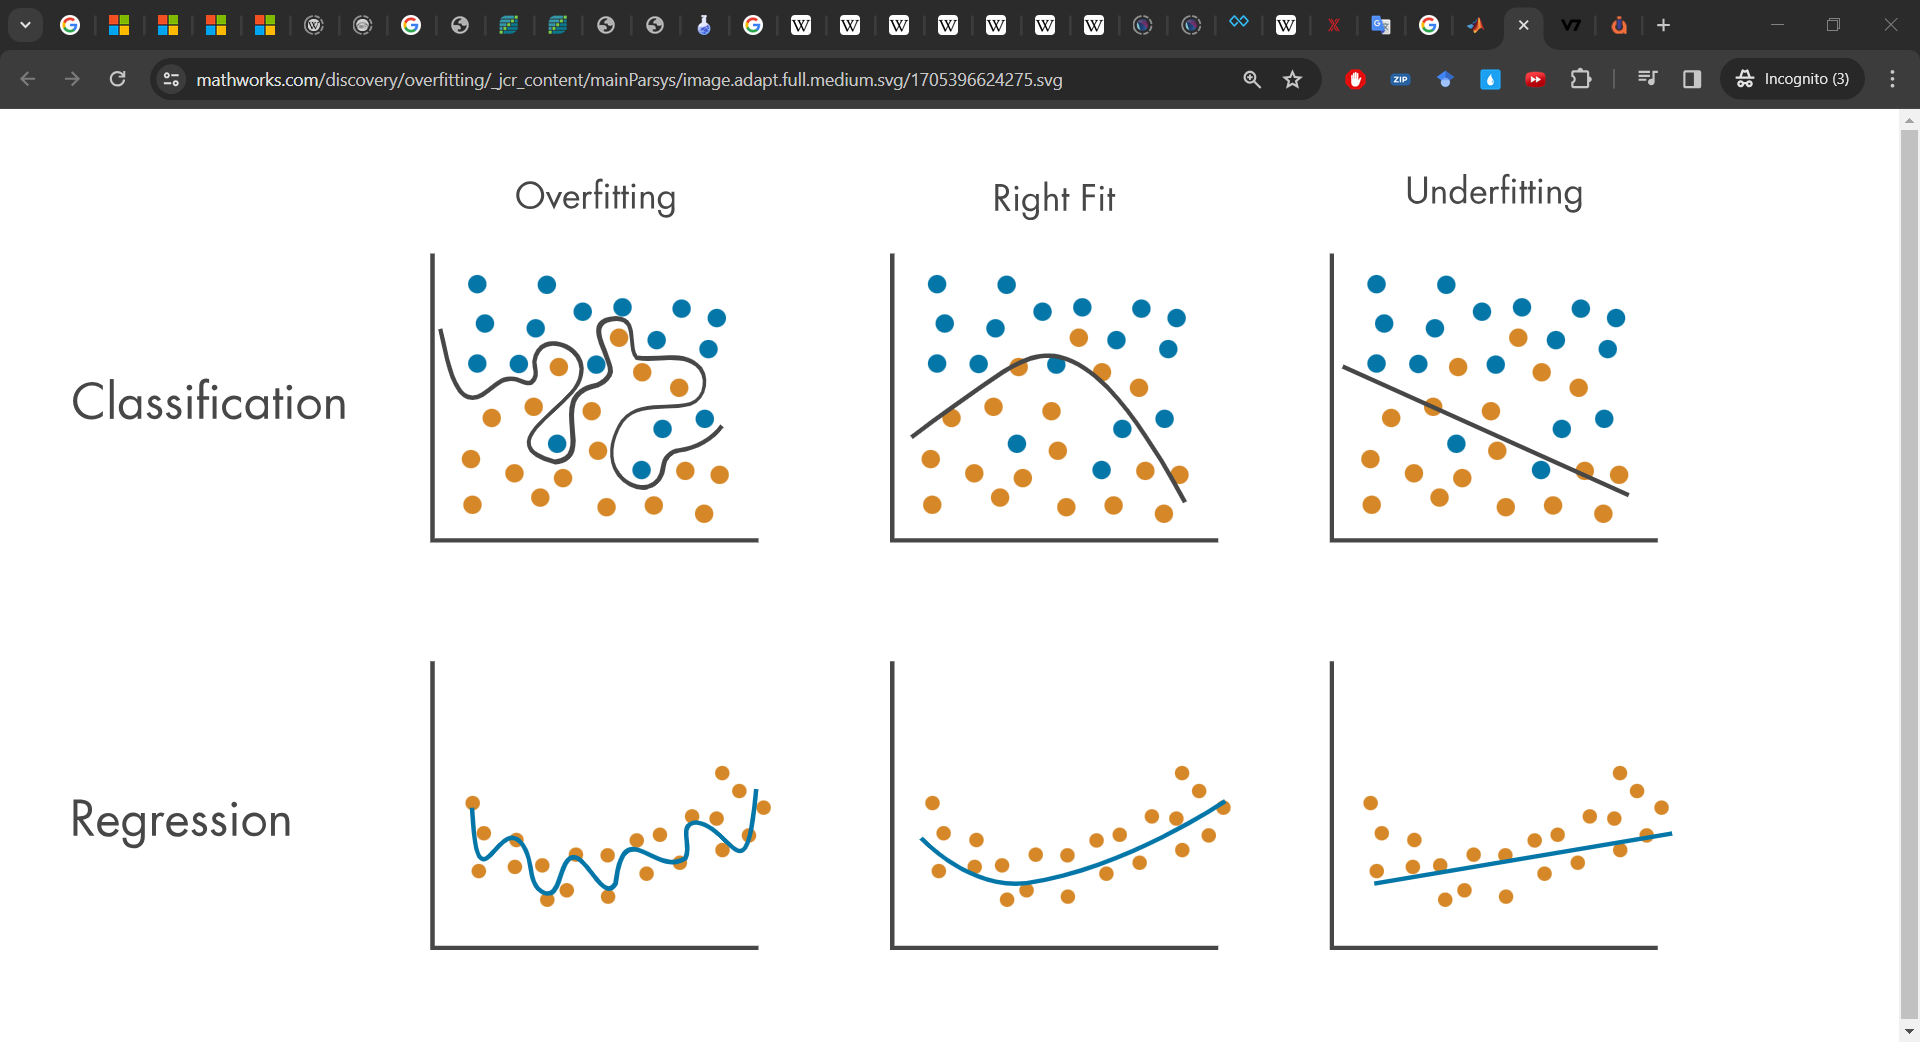 mathworks.com/discovery/overfitting/_jcr_content/mainParsys/image.adapt.full.medium.svg/1705396624275.svg
ZIP
Incognito (3)
Overfitting
Right Fit
Underfitting
Classification
Regression